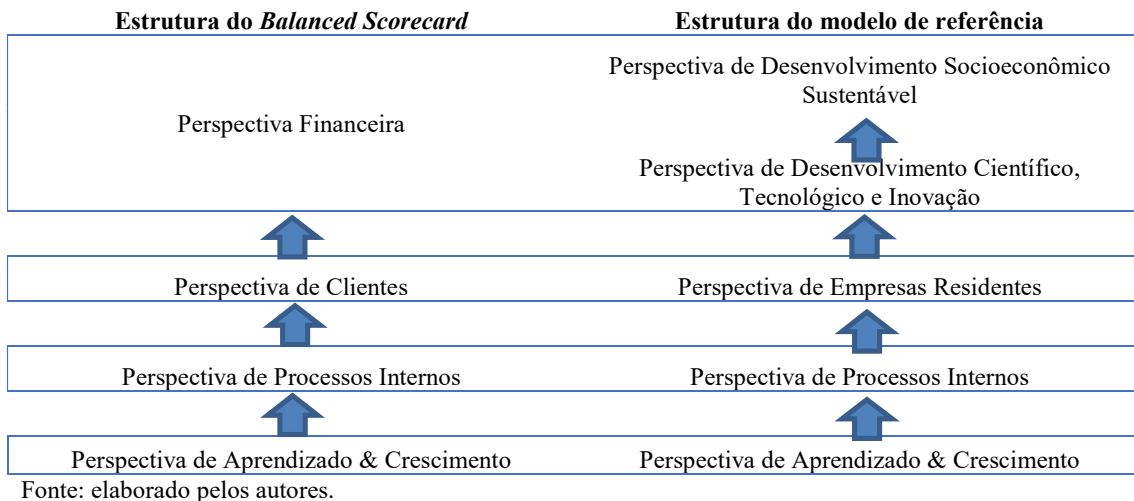 Estrutura do Balanced Scorecard
Estrutura do modelo de referência
Perspectiva Financeira
Perspectiva de Desenvolvimento Socioeconômico
Sustentável
Perspectiva de Desenvolvimento Científico,
Tecnológico e Inovação
Perspectiva de Clientes
Perspectiva de Empresas Residentes
Perspectiva de Processos Internos
Perspectiva de Processos Internos
Perspectiva de Aprendizado & Crescimento
Perspectiva de Aprendizado & Crescimento
Fonte: elaborado pelos autores.